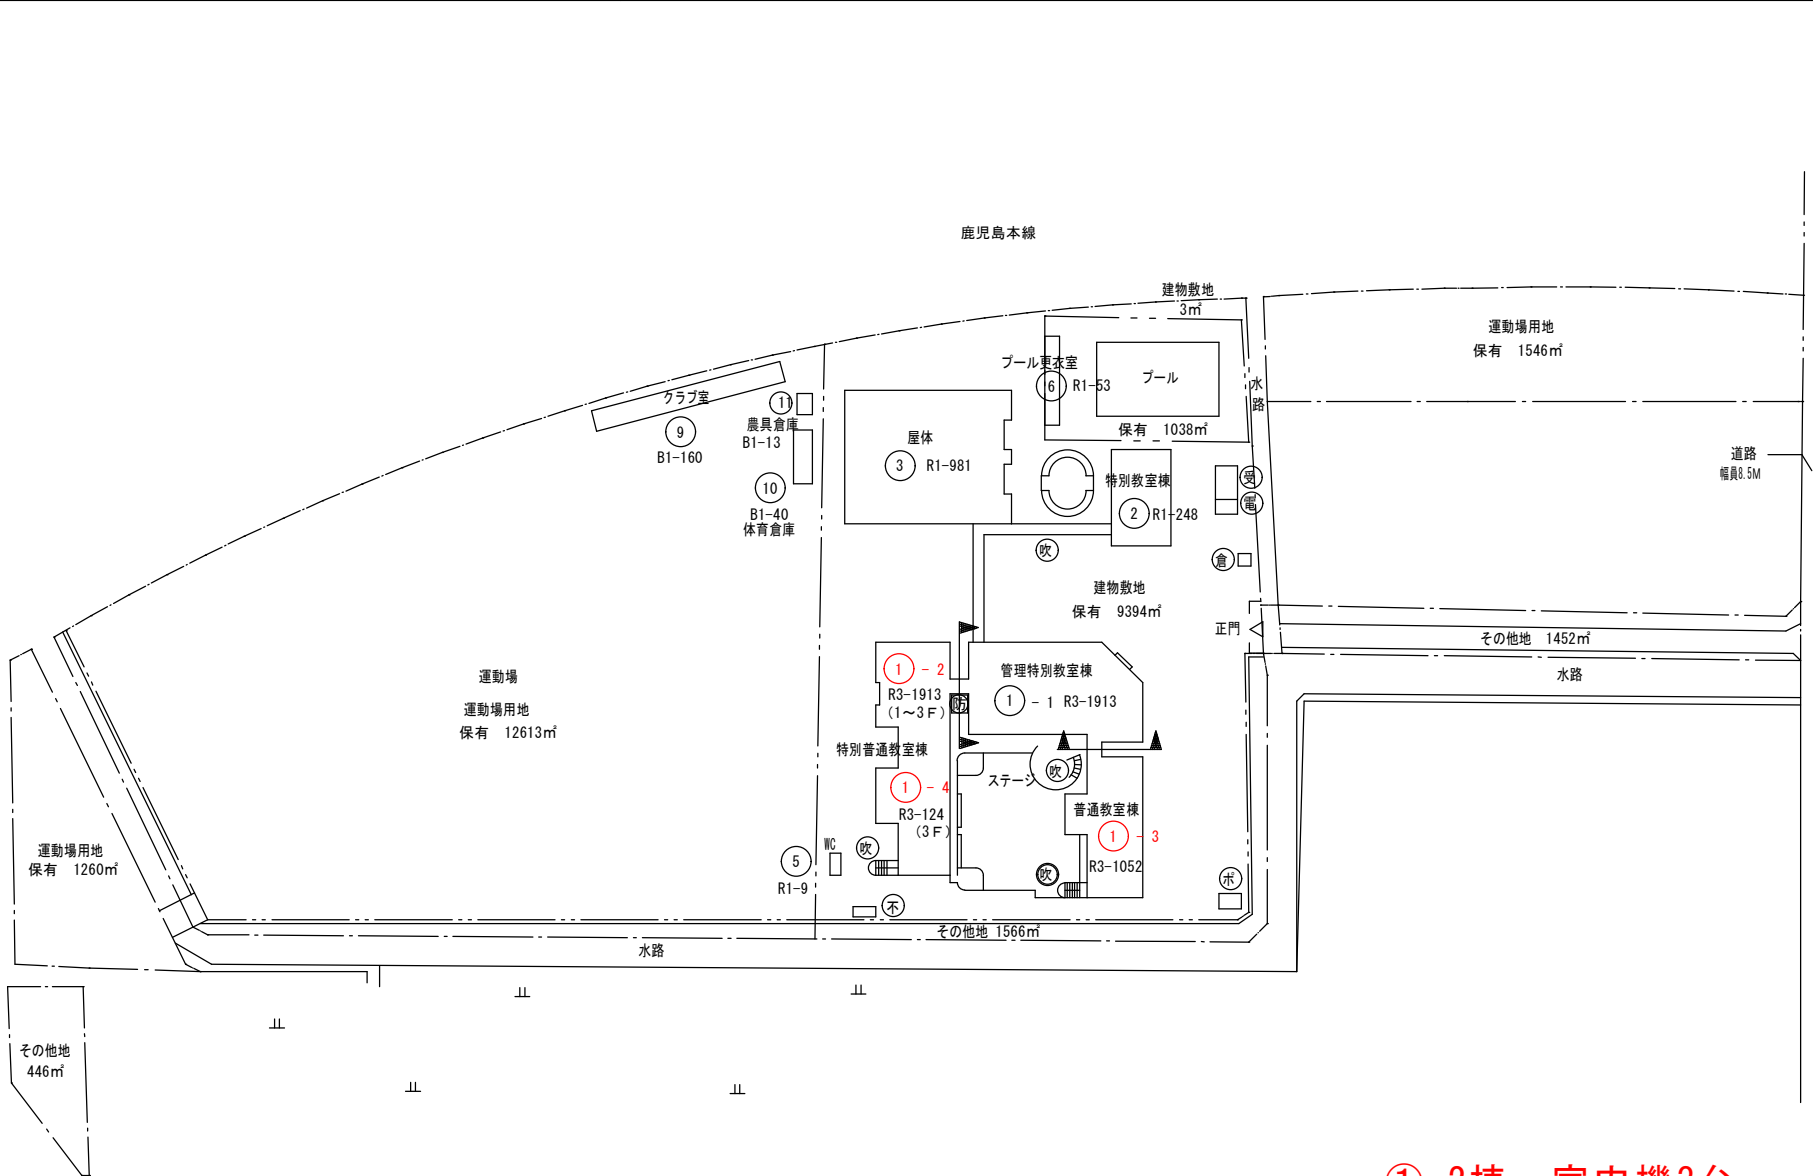 鹿児島本線
建物敷地
3㎡
運動場用地
保有 1546㎡
プール更衣室
6 R1-53
プール
水路
保有 1038㎡
クラブ室
9
B1-160
11
農具倉庫
B1-13
10
B1-40
体育倉庫
屋体
3 R1-981
特別教室棟
2 R1-248
受
電
道路
幅員8.5M
吹
倉
建物敷地
保有 9394㎡
正門
その他地 1452㎡
水路
運動場
運動場用地
保有 12613㎡
1 - 2
R3-1913
(1~3F)
防
管理特別教室棟
1 - 1 R3-1913
特別普通教室棟
1 - 4
R3-124
(3F)
ステージ
吹
普通教室棟
1 - 3
R3-1052
運動場用地
保有 1260㎡
WC
吹
5
R1-9
吹
ポ
不
その他地 1566㎡
水路
その他地
446㎡